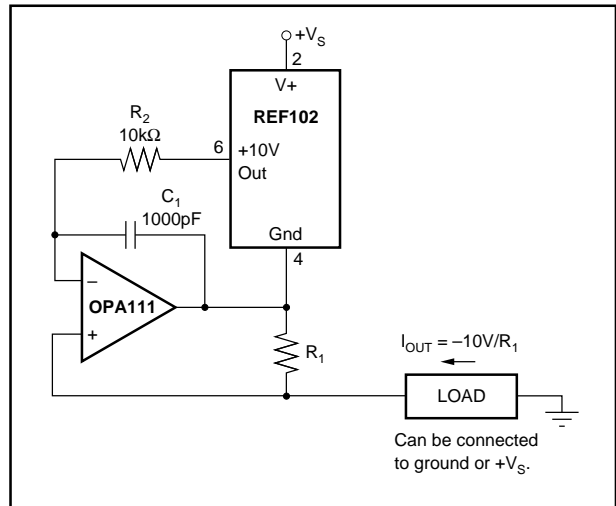 +V_S
2
V+
REF102
R_2
10kΩ
6
+10V
Out
C_1
1000pF
Gnd
4
–
OPA111
+
R_1
I_OUT = –10V/R_1
LOAD
Can be connected
to ground or +V_S.